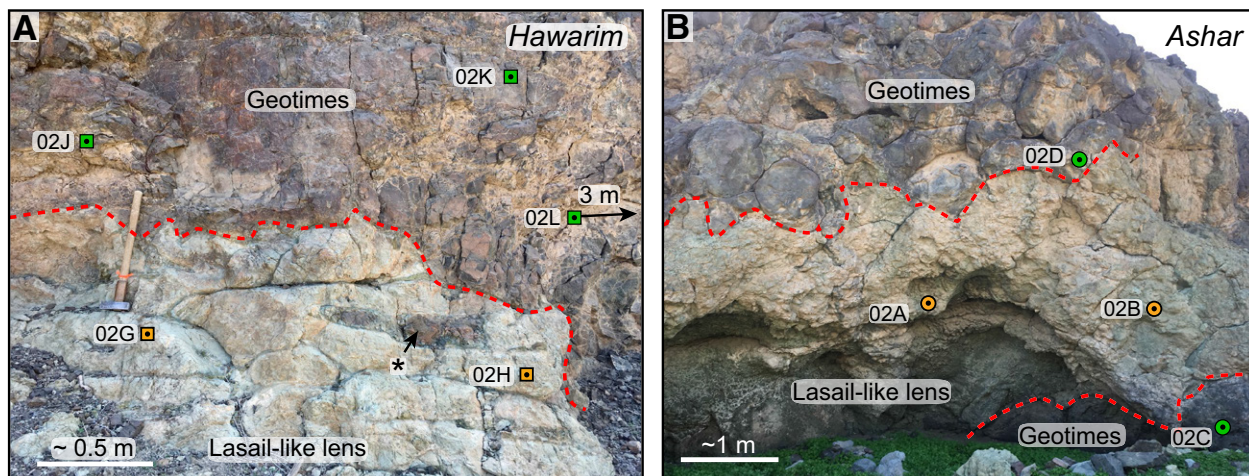 A
Hawarim
02K
Geotimes
02J
3 m
02L
02G
*
02H
~ 0.5 m
Lasail-like lens
B
Ashar
Geotimes
02D
02A
02B
Lasail-like lens
~1 m
Geotimes
02C